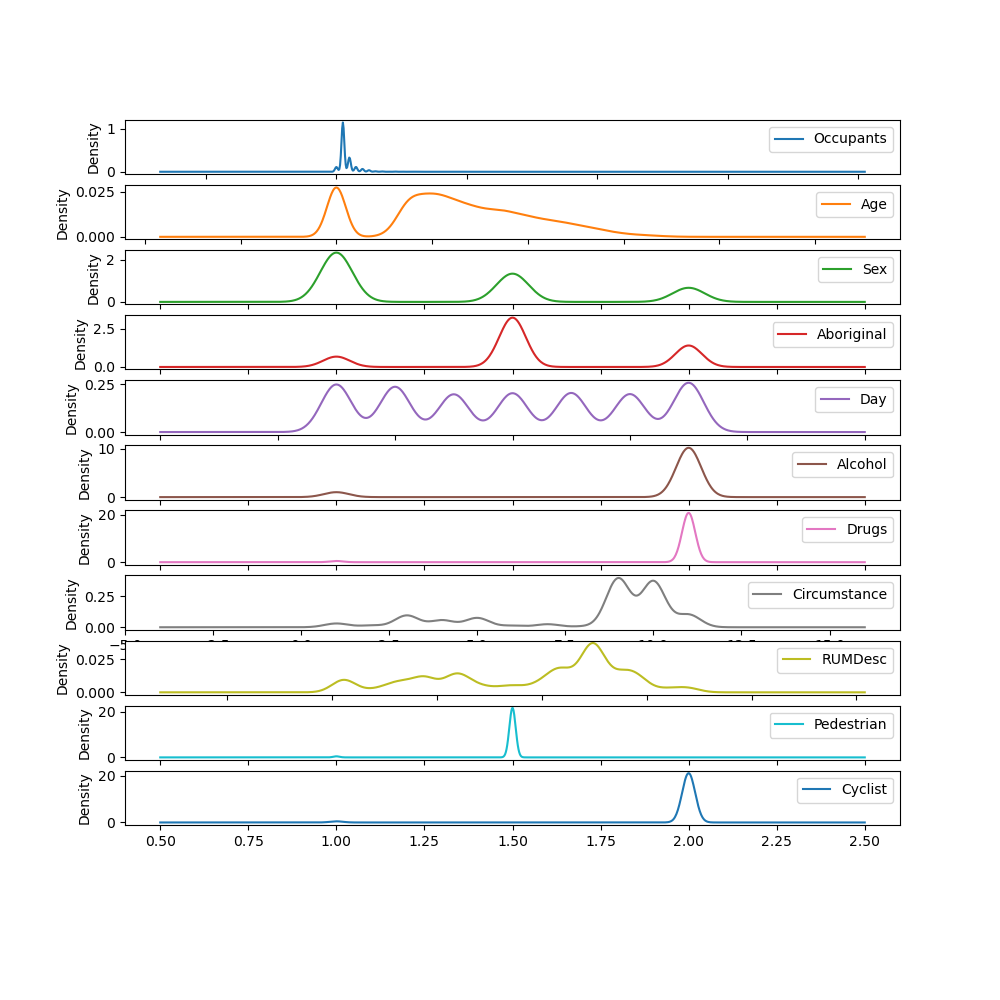 Density
1
0
Occupants
Density
0.025
0.000
Age
Density
2
0
Sex
Density
2.5
0.0
Aboriginal
Density
0.25
0.00
Day
Density
10
0
Alcohol
Density
20
0
Drugs
Density
0.25
0.00
Circumstance
Density
0.025
0.000
RUMDesc
Density
20
0
Pedestrian
Density
20
0
Cyclist
0.50 0.75 1.00 1.25 1.50 1.75 2.00 2.25 2.50